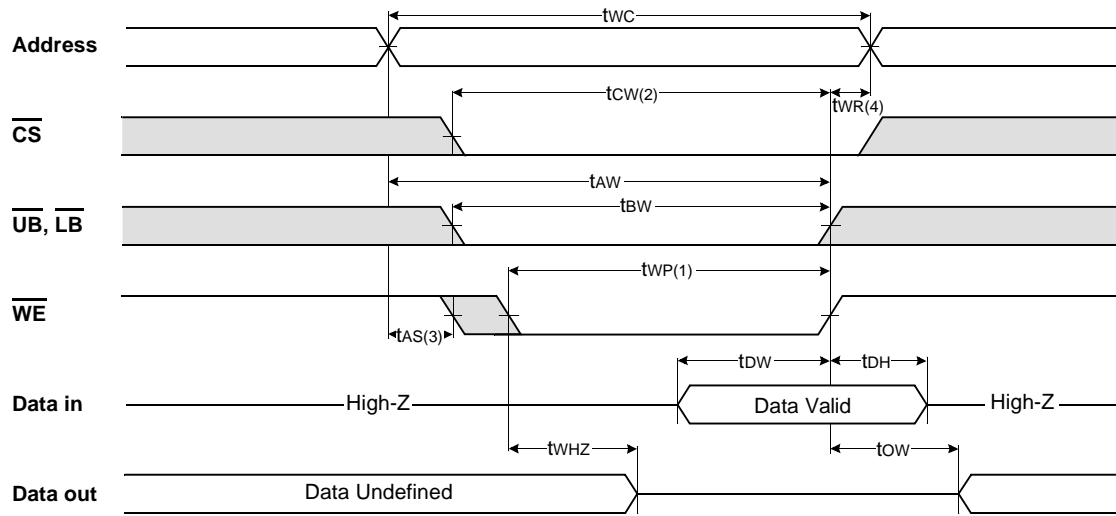 tWC
Address
tCW(2)
tWR(4)
CS
tAW
UB, LB
tBW
tWP(1)
WE
tAS(3)
tDW
tDH
Data in
High-Z
Data Valid
High-Z
tWHZ
tOW
Data out
Data Undefined